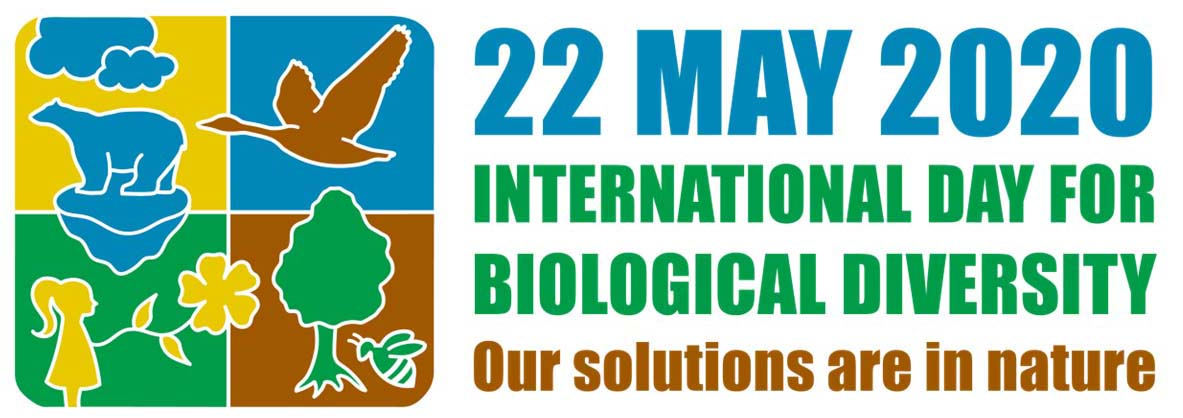 22 MAY 2020
INTERNATIONAL DAY FOR
BIOLOGICAL DIVERSITY
Our solutions are in nature